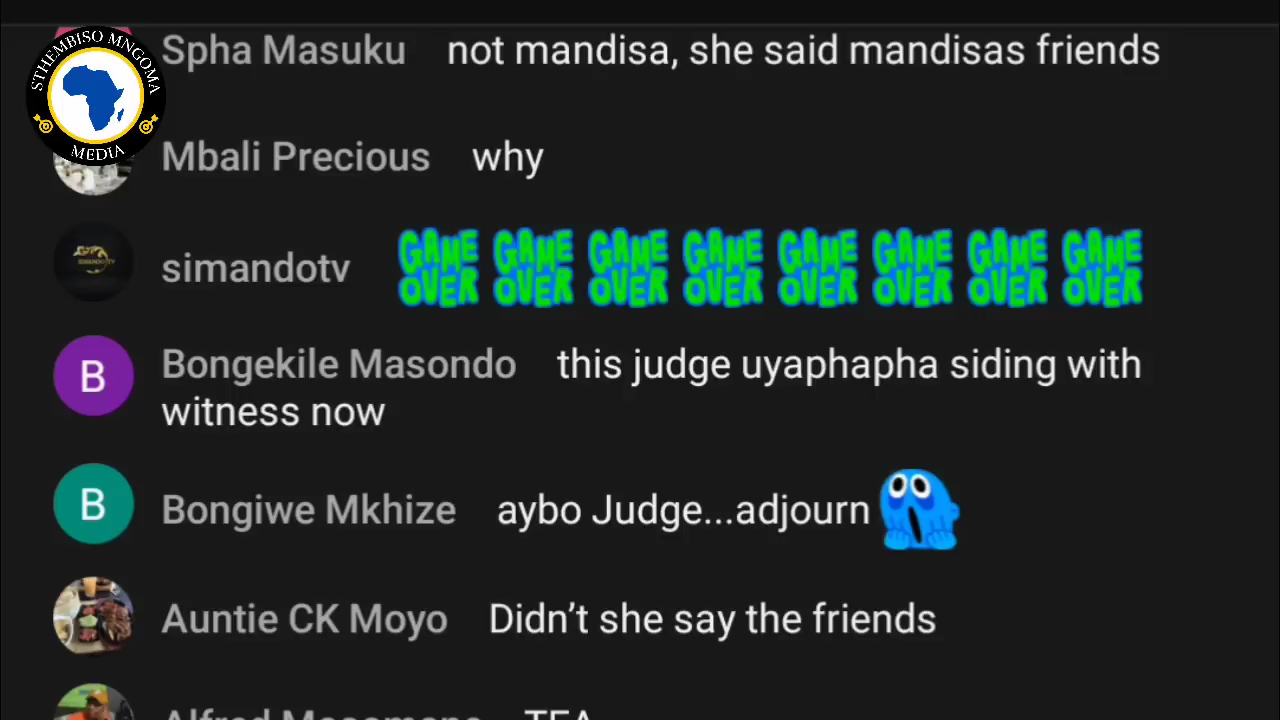 STHEMBISO MNGOMA
MEDIA
Spha Masuku not mandisa, she said mandisas friends
Mbali Precious why
simandotv GAME OVER GAME OVER GAME OVER GAME OVER GAME OVER GAME OVER GAME OVER GAME OVER
B Bongekile Masondo this judge uyaphapha siding with
witness now
B Bongiwe Mkhize aybo Judge...adjourn
Auntie CK Moyo Didn't she say the friends
Alfred TEA